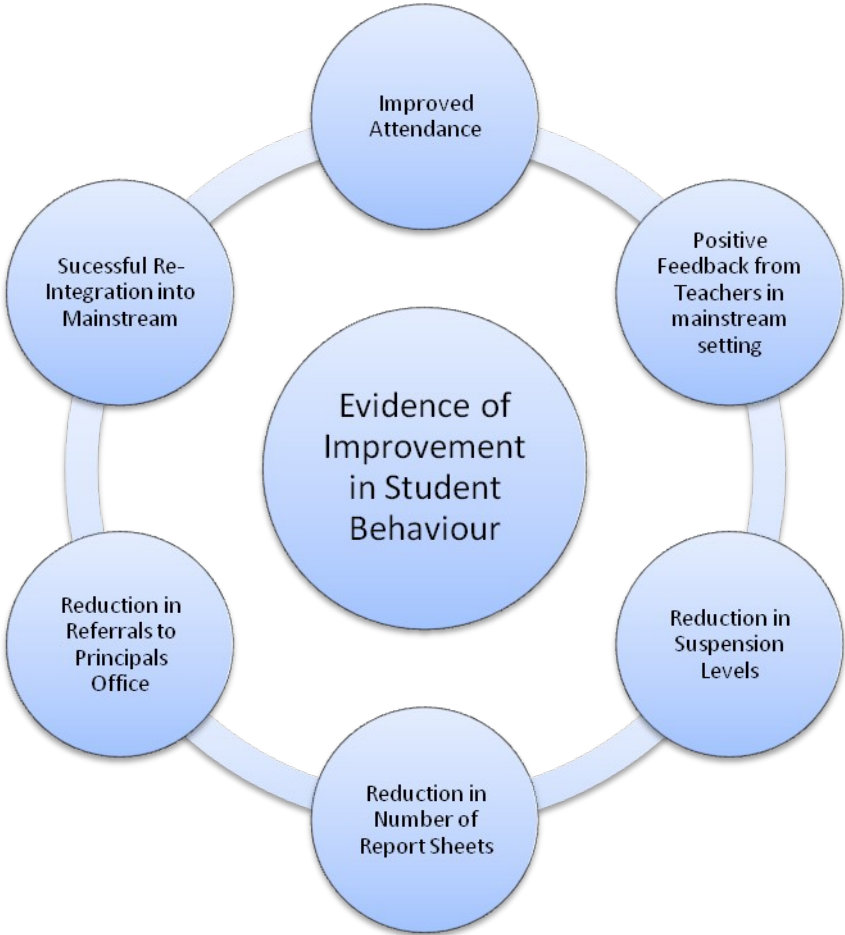 Improved
Attendance
Positive
Feedback from
Teachers in
mainstream
setting
Sucessful Re-
Integration into
Mainstream
Evidence of
Improvement
in Student
Behaviour
Reduction in
Referrals to
Principals
Office
Reduction in
Suspension
Levels
Reduction in
Number of
Report Sheets